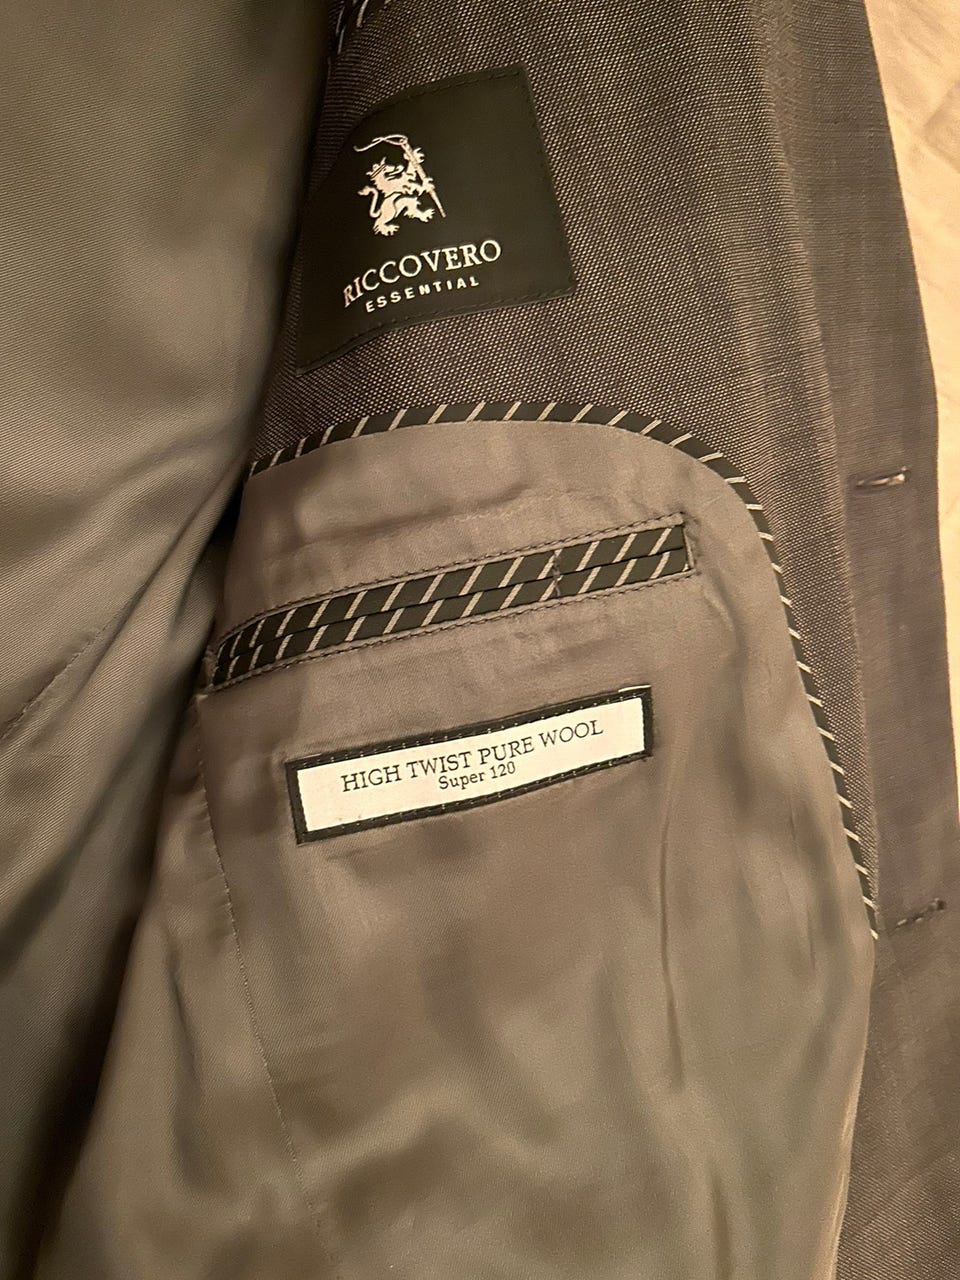 RICCOVERO
ESSENTIAL
HIGH TWIST PURE WOOL
Super 120